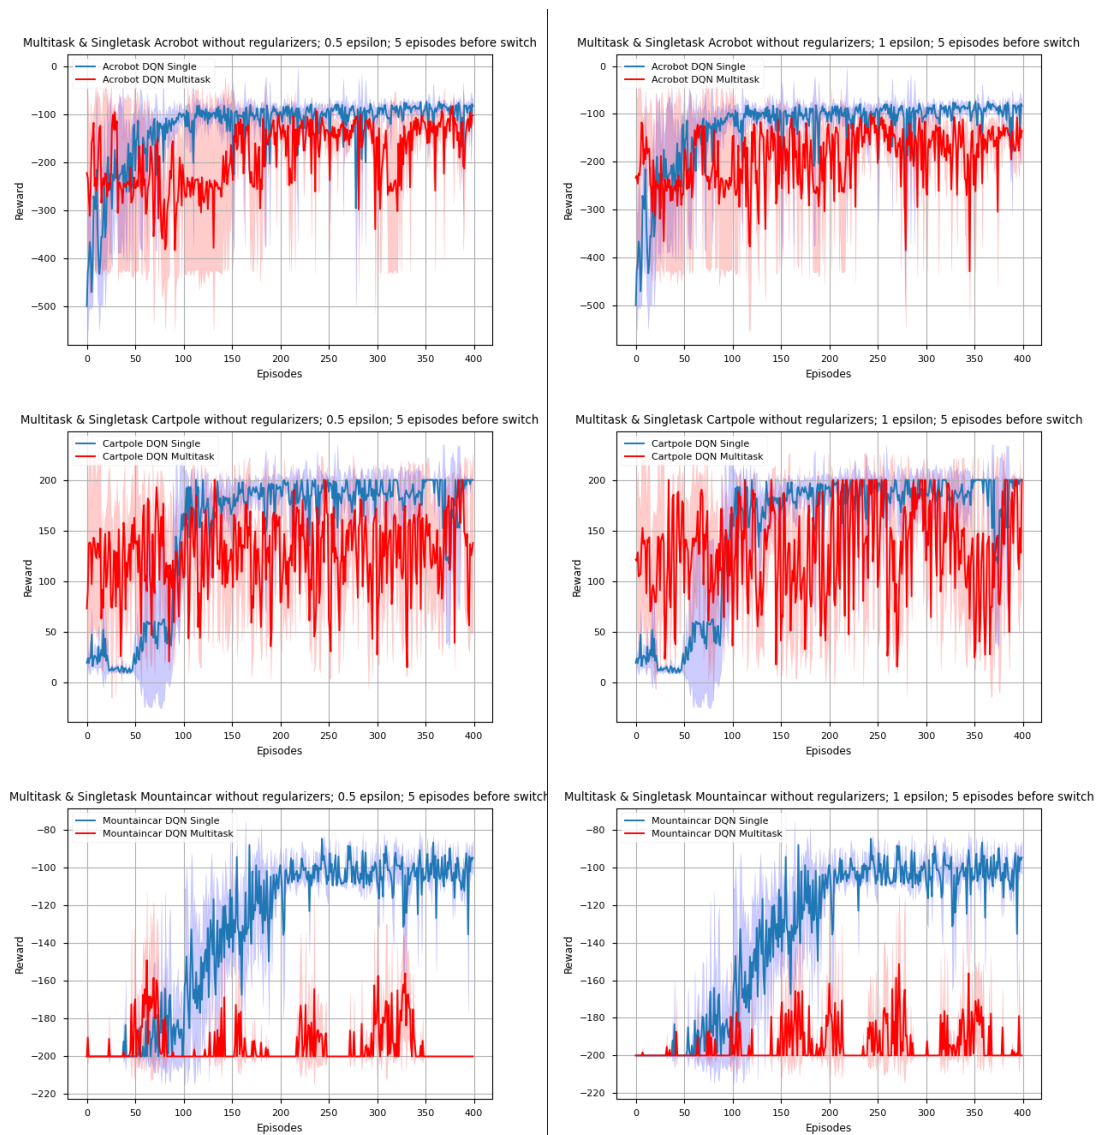 Multitask & Singletask Acrobot without regularizers; 0.5 epsilon; 5 episodes before switch
Acrobot DQN Single
Acrobot DQN Multitask
Reward
0
−100
−200
−300
−400
−500
0 50 100 150 200 250 300 350 400
Episodes
Multitask & Singletask Acrobot without regularizers; 1 epsilon; 5 episodes before switch
Acrobot DQN Single
Acrobot DQN Multitask
Reward
0
−100
−200
−300
−400
−500
0 50 100 150 200 250 300 350 400
Episodes
Multitask & Singletask Cartpole without regularizers; 0.5 epsilon; 5 episodes before switch
Cartpole DQN Single
Cartpole DQN Multitask
Reward
200
150
100
50
0
0 50 100 150 200 250 300 350 400
Episodes
Multitask & Singletask Cartpole without regularizers; 1 epsilon; 5 episodes before switch
Cartpole DQN Single
Cartpole DQN Multitask
Reward
200
150
100
50
0
0 50 100 150 200 250 300 350 400
Episodes
Multitask & Singletask Mountaincar without regularizers; 0.5 epsilon; 5 episodes before switch
Mountaincar DQN Single
Mountaincar DQN Multitask
Reward
−80
−100
−120
−140
−160
−180
−200
−220
0 50 100 150 200 250 300 350 400
Episodes
Multitask & Singletask Mountaincar without regularizers; 1 epsilon; 5 episodes before switch
Mountaincar DQN Single
Mountaincar DQN Multitask
Reward
−80
−100
−120
−140
−160
−180
−200
−220
0 50 100 150 200 250 300 350 400
Episodes